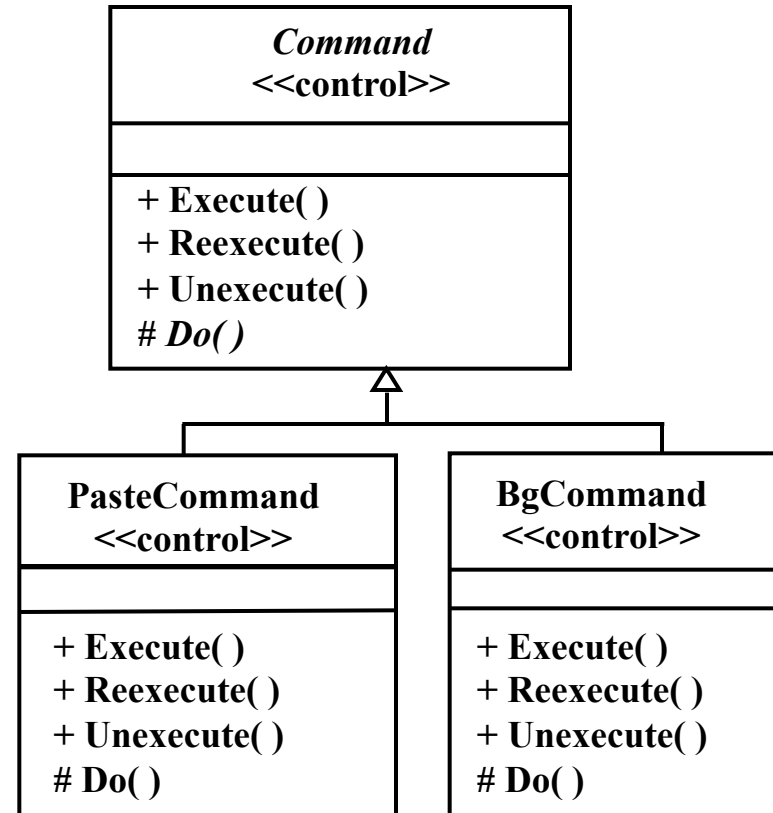 Command
<<control>>
+ Execute( )
+ Reexecute( )
+ Unexecute( )
# Do( )
PasteCommand
<<control>>
+ Execute( )
+ Reexecute( )
+ Unexecute( )
# Do( )
BgCommand
<<control>>
+ Execute( )
+ Reexecute( )
+ Unexecute( )
# Do( )